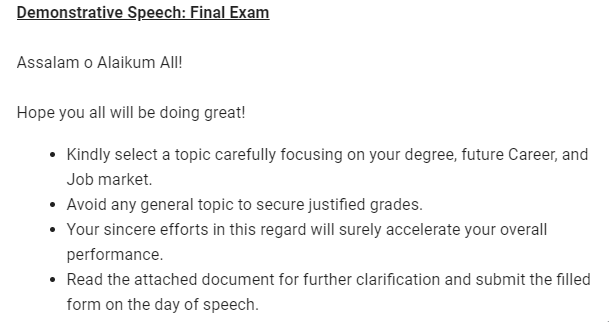 Demonstrative Speech: Final Exam
Assalam o Alaikum All!
Hope you all will be doing great!
• Kindly select a topic carefully focusing on your degree, future Career, and
Job market.
• Avoid any general topic to secure justified grades.
• Your sincere efforts in this regard will surely accelerate your overall
performance.
• Read the attached document for further clarification and submit the filled
form on the day of speech.